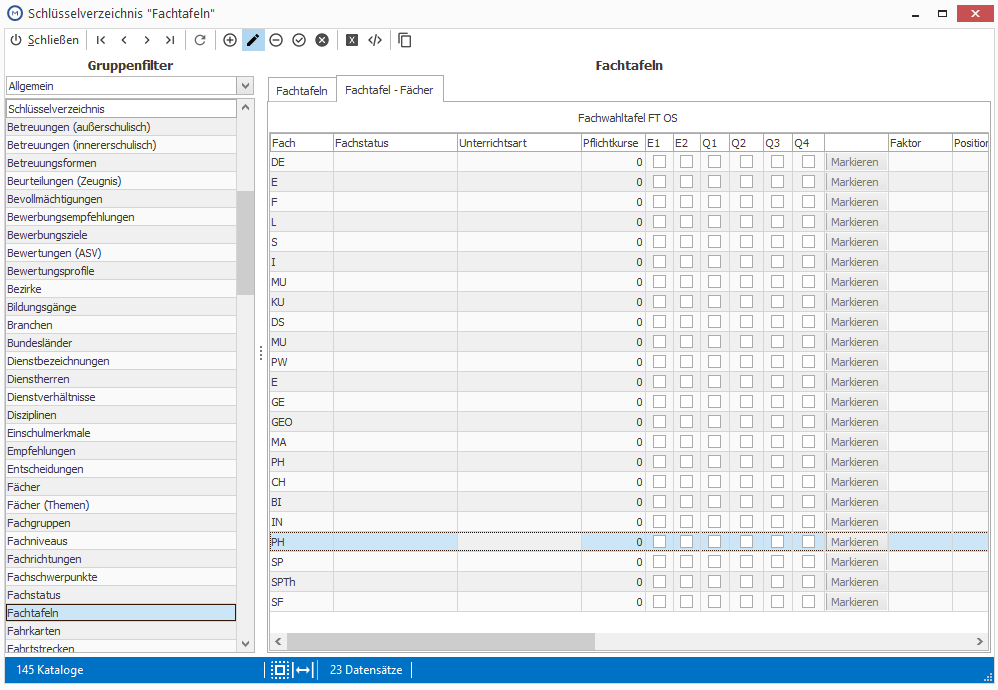 Schlüsselverzeichnis "Fachtafeln"
Schließen
Gruppenfilter
Allgemein
Schlüsselverzeichnis
Betreuungen (außerschulisch)
Betreuungen (innererschulisch)
Betreuungsformen
Beurteilungen (Zeugnis)
Bevollmächtigungen
Bewerbungsempfehlungen
Bewerbungsziele
Bewertungen (ASV)
Bewertungsprofile
Bezirke
Bildungsgänge
Branchen
Bundesländer
Dienstbezeichnungen
Dienstherren
Dienstverhältnisse
Disziplinen
Einschulmerkmale
Empfehlungen
Entscheidungen
Fächer
Fächer (Themen)
Fachgruppen
Fachniveaus
Fachrichtungen
Fachschwerpunkte
Fachstatus
Fachtafeln
Fahrkarten
Fahrtstrecken
Fachtafeln
Fachtafeln Fachtafel - Fächer
Fachwahltafel FT OS
Fach Fachstatus Unterrichtsart Pflichtkurse E1 E2 Q1 Q2 Q3 Q4 Faktor Position
DE 0 Markieren
E 0 Markieren
F 0 Markieren
L 0 Markieren
S 0 Markieren
I 0 Markieren
MU 0 Markieren
KU 0 Markieren
DS 0 Markieren
MU 0 Markieren
PW 0 Markieren
E 0 Markieren
GE 0 Markieren
GEO 0 Markieren
MA 0 Markieren
PH 0 Markieren
CH 0 Markieren
BI 0 Markieren
IN 0 Markieren
PH 0 Markieren
SP 0 Markieren
SPTh 0 Markieren
SF 0 Markieren
145 Kataloge 23 Datensätze